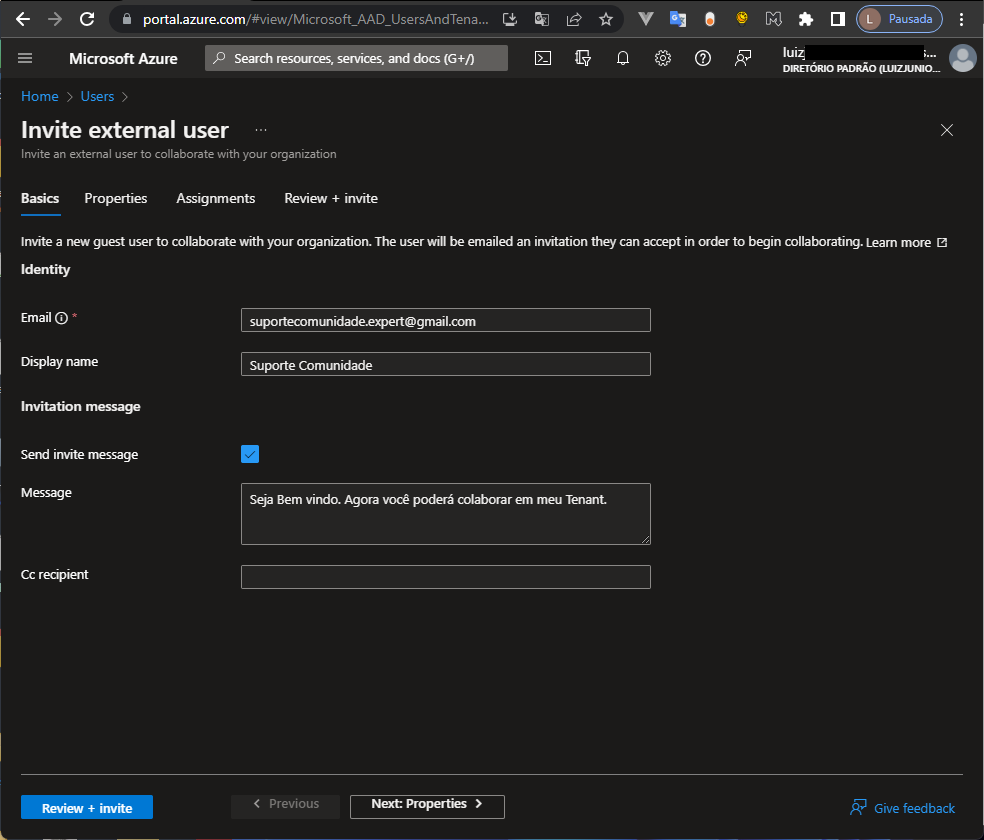 portal.azure.com/#view/Microsoft_AAD_UsersAndTena...
L Pausada
Microsoft Azure
Search resources, services, and docs (G+/)
luiz
s...
DIRETÓRIO PADRÃO (LUIZJUNIO...
Home > Users >
Invite external user ...
Invite an external user to collaborate with your organization
Basics Properties Assignments Review + invite
Invite a new guest user to collaborate with your organization. The user will be emailed an invitation they can accept in order to begin collaborating. Learn more
Identity
Email *
suportecomunidade.expert@gmail.com
Display name
Suporte Comunidade
Invitation message
Send invite message
Message
Seja Bem vindo. Agora você poderá colaborar em meu Tenant.
Cc recipient
Review + invite
< Previous
Next: Properties >
Give feedback